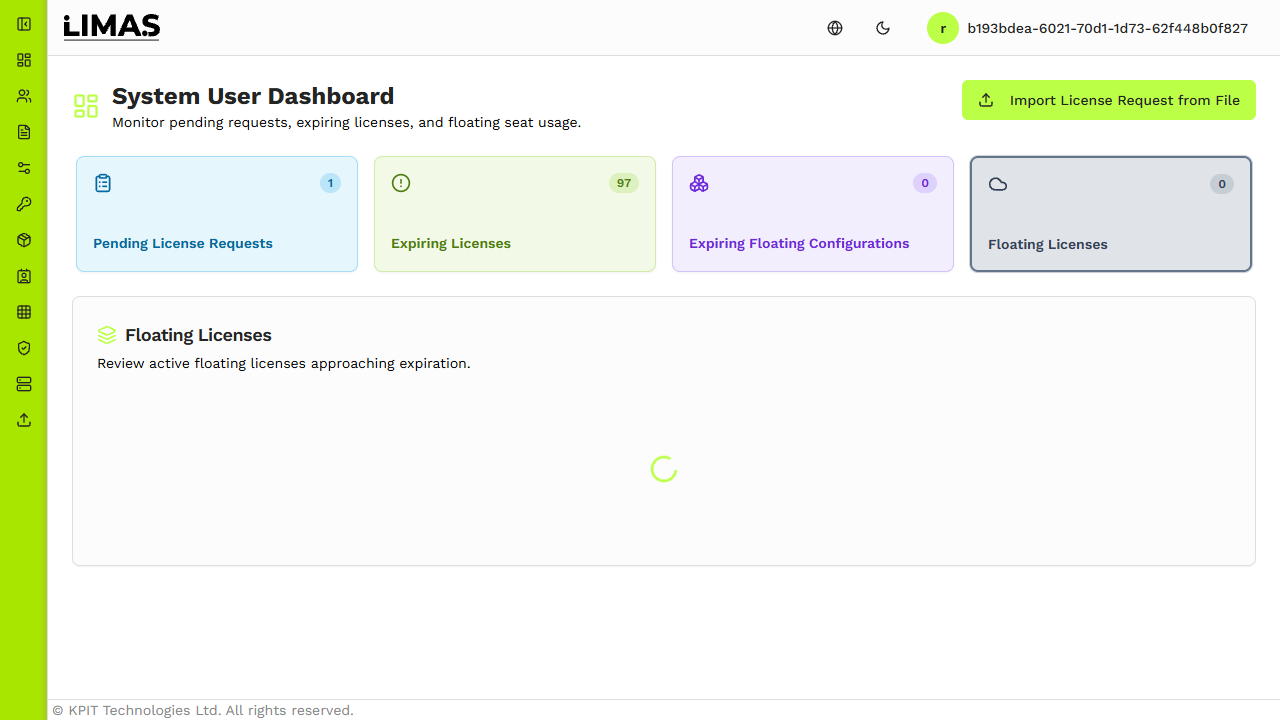 LIMAS
r
b193bdea-6021-70d1-1d73-62f448b0f827
System User Dashboard
Monitor pending requests, expiring licenses, and floating seat usage.
Import License Request from File
1
Pending License Requests
97
Expiring Licenses
0
Expiring Floating Configurations
0
Floating Licenses
Floating Licenses
Review active floating licenses approaching expiration.
© KPIT Technologies Ltd. All rights reserved.